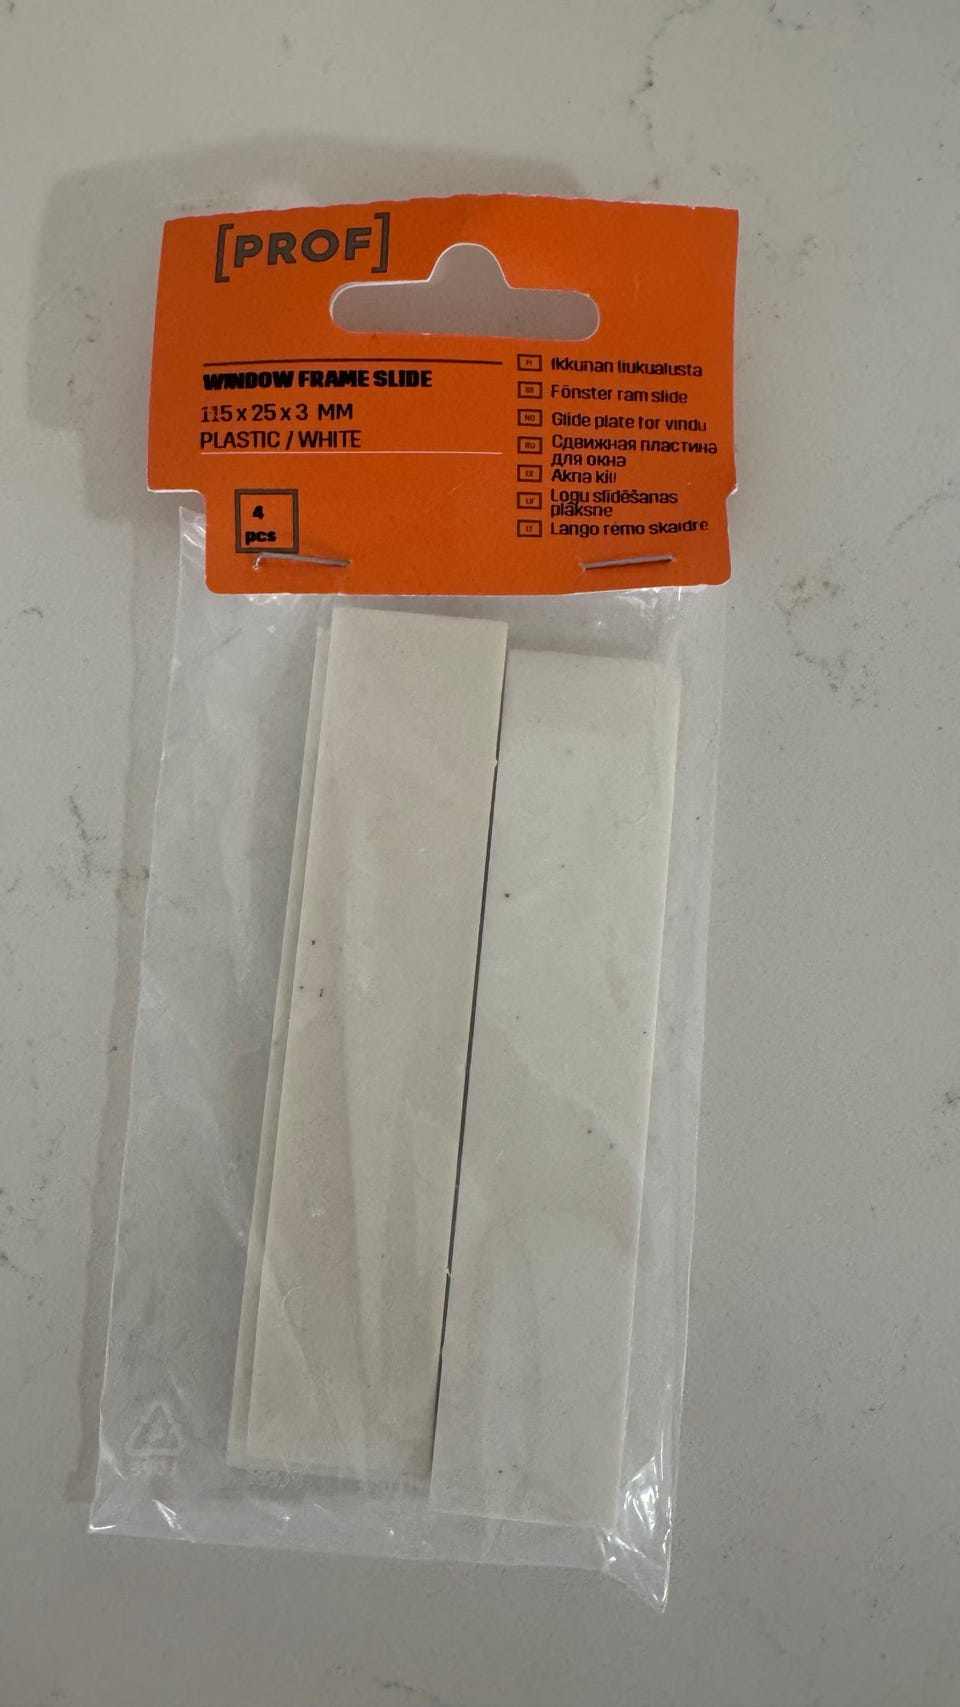 [PROF]
WINDOW FRAME SLIDE
115 x 25 x 3 MM
PLASTIC / WHITE
4
pcs
FI Ikkunan liukualusta
SE Fönster ram slide
NO Glide plate for vindu
RU Сдвижная пластина
для окна
EE Akna kiil
LV Logu slīdēšanas
plāksne
LT Lango rėmo skaidrė